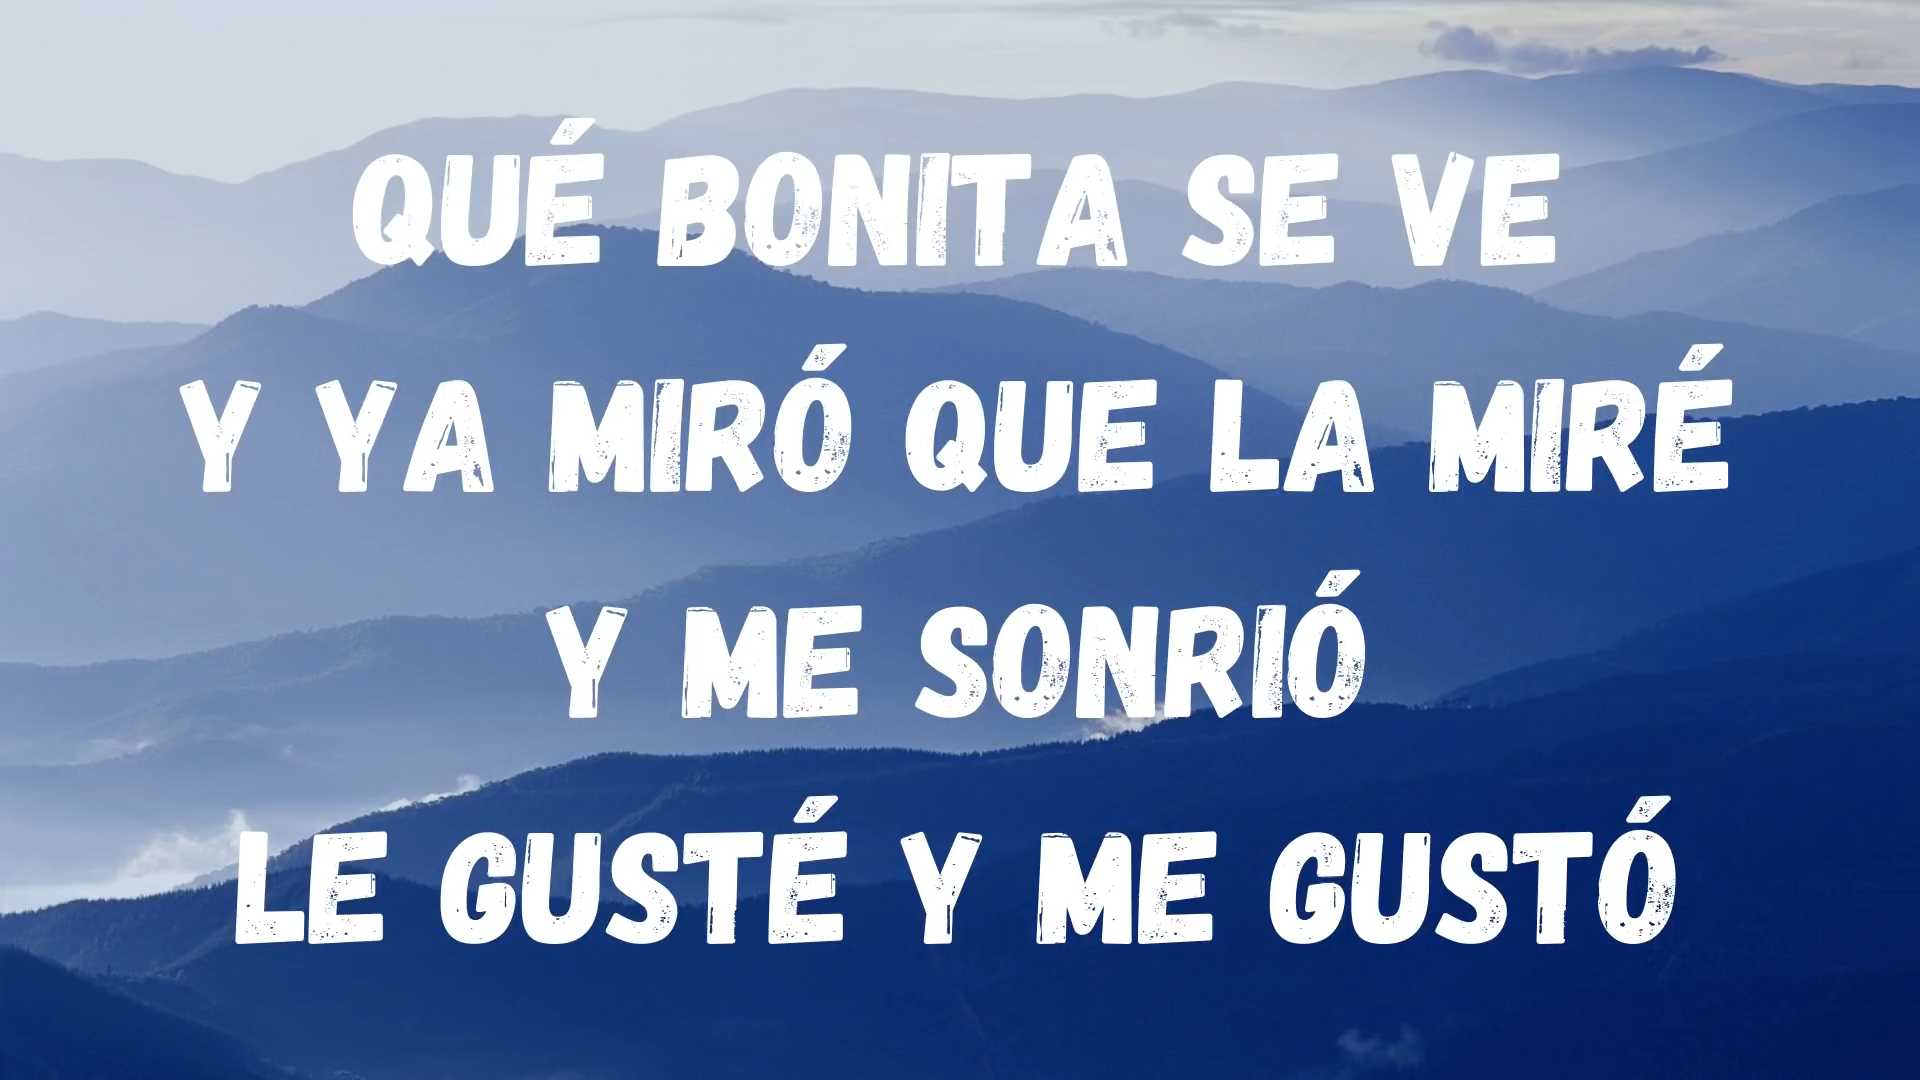 QUÉ BONITA SE VE
Y YA MIRÓ QUE LA MIRÉ
Y ME SONRIÓ
LE GUSTÉ Y ME GUSTÓ